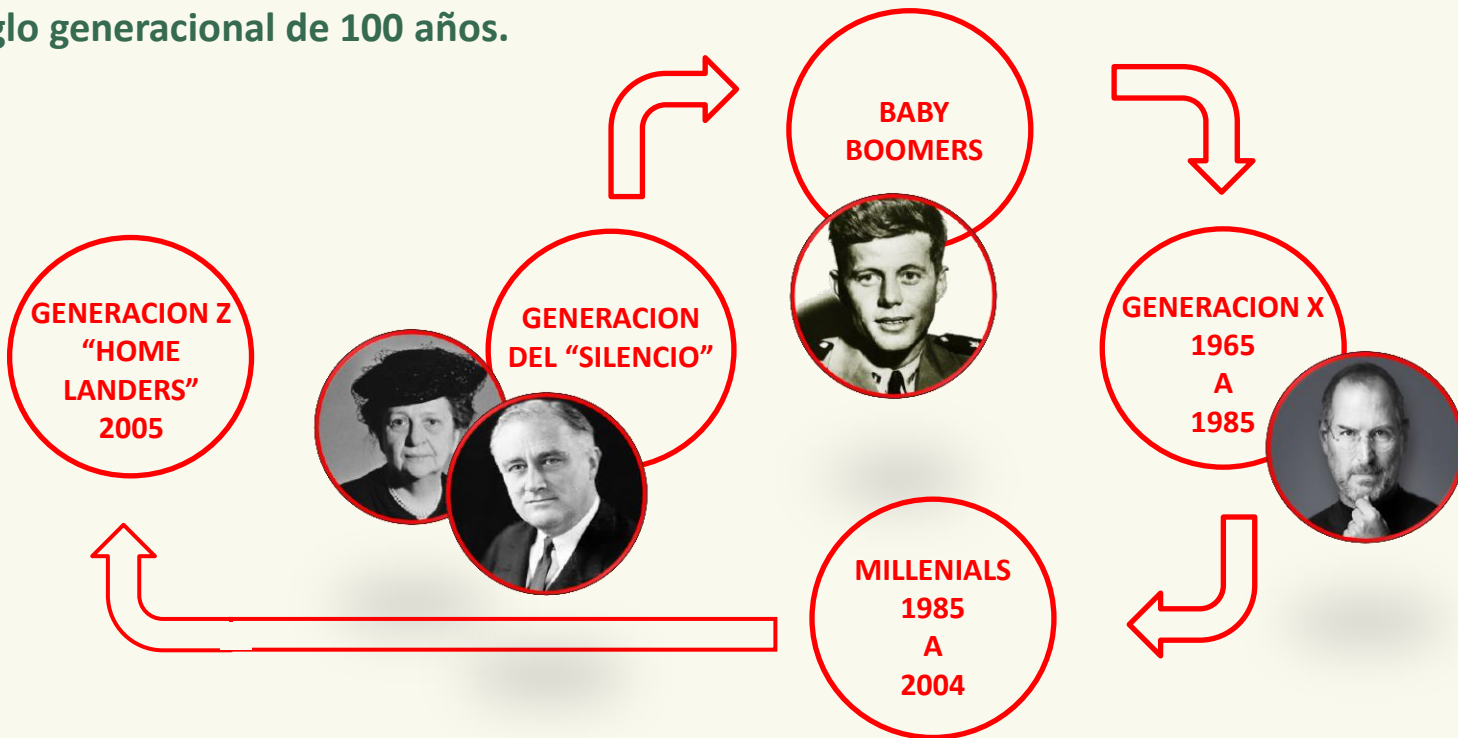 glo generacional de 100 años.
BABY
BOOMERS
GENERACION Z
“HOME
LANDERS”
2005
GENERACION
DEL “SILENCIO”
GENERACION X
1965
A
1985
MILLENIALS
1985
A
2004